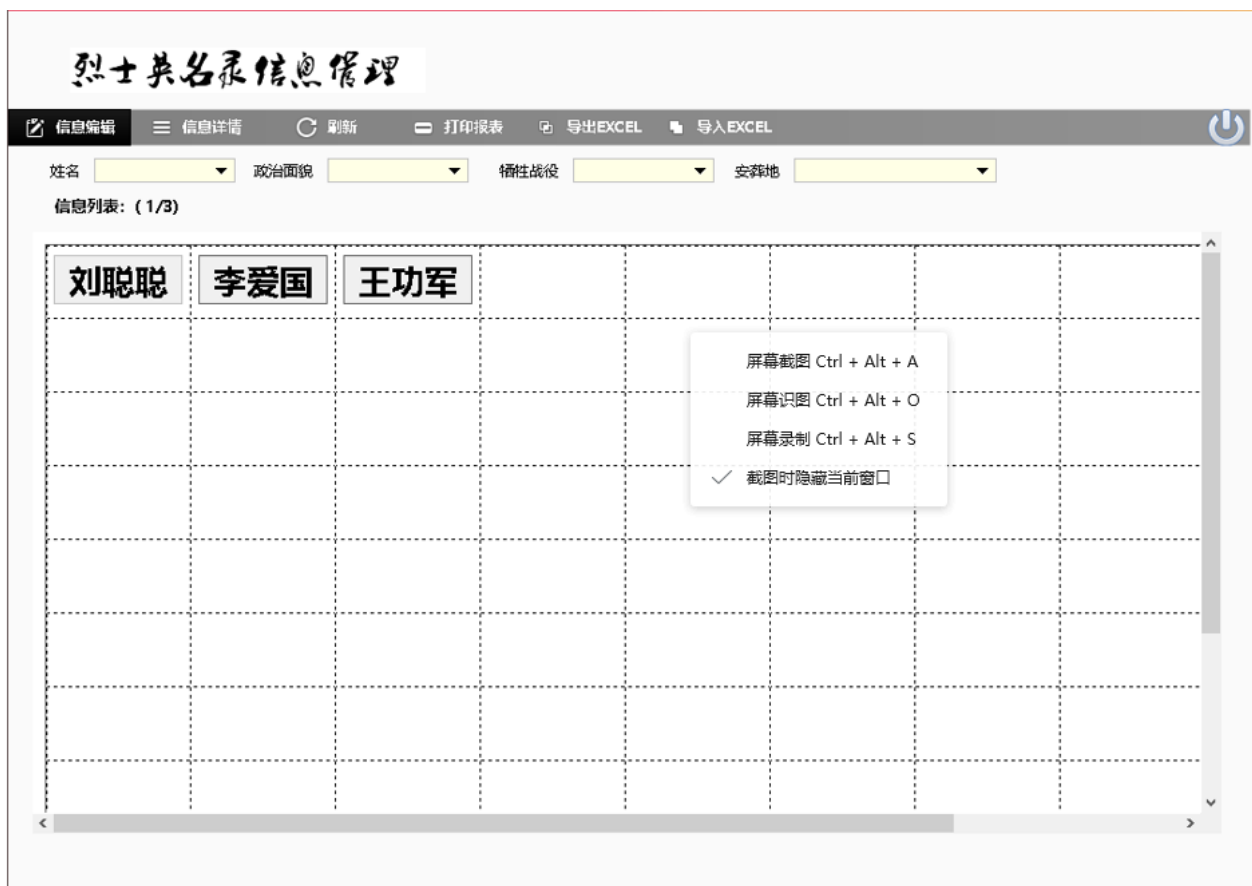 烈士英名录信息管理
信息编辑 信息详情 刷新 打印报表 导出EXCEL 导入EXCEL
姓名 政治面貌 牺牲战役 安葬地
信息列表：( 1/3)
刘聪聪 李爱国 王功军
屏幕截图 Ctrl + Alt + A
屏幕识图 Ctrl + Alt + O
屏幕录制 Ctrl + Alt + S
截图时隐藏当前窗口